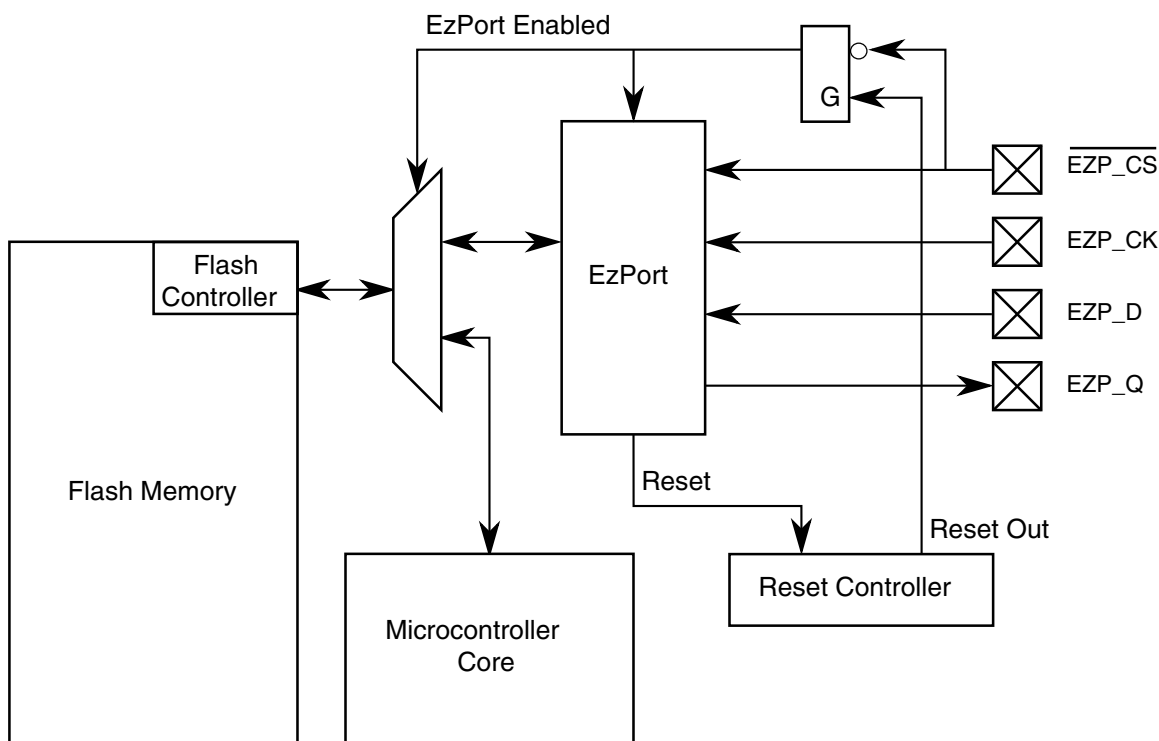 EzPort Enabled
G
EZP_CS
EZP_CK
EZP_D
EZP_Q
Flash
Controller
EzPort
Flash Memory
Reset
Reset Out
Reset Controller
Microcontroller
Core